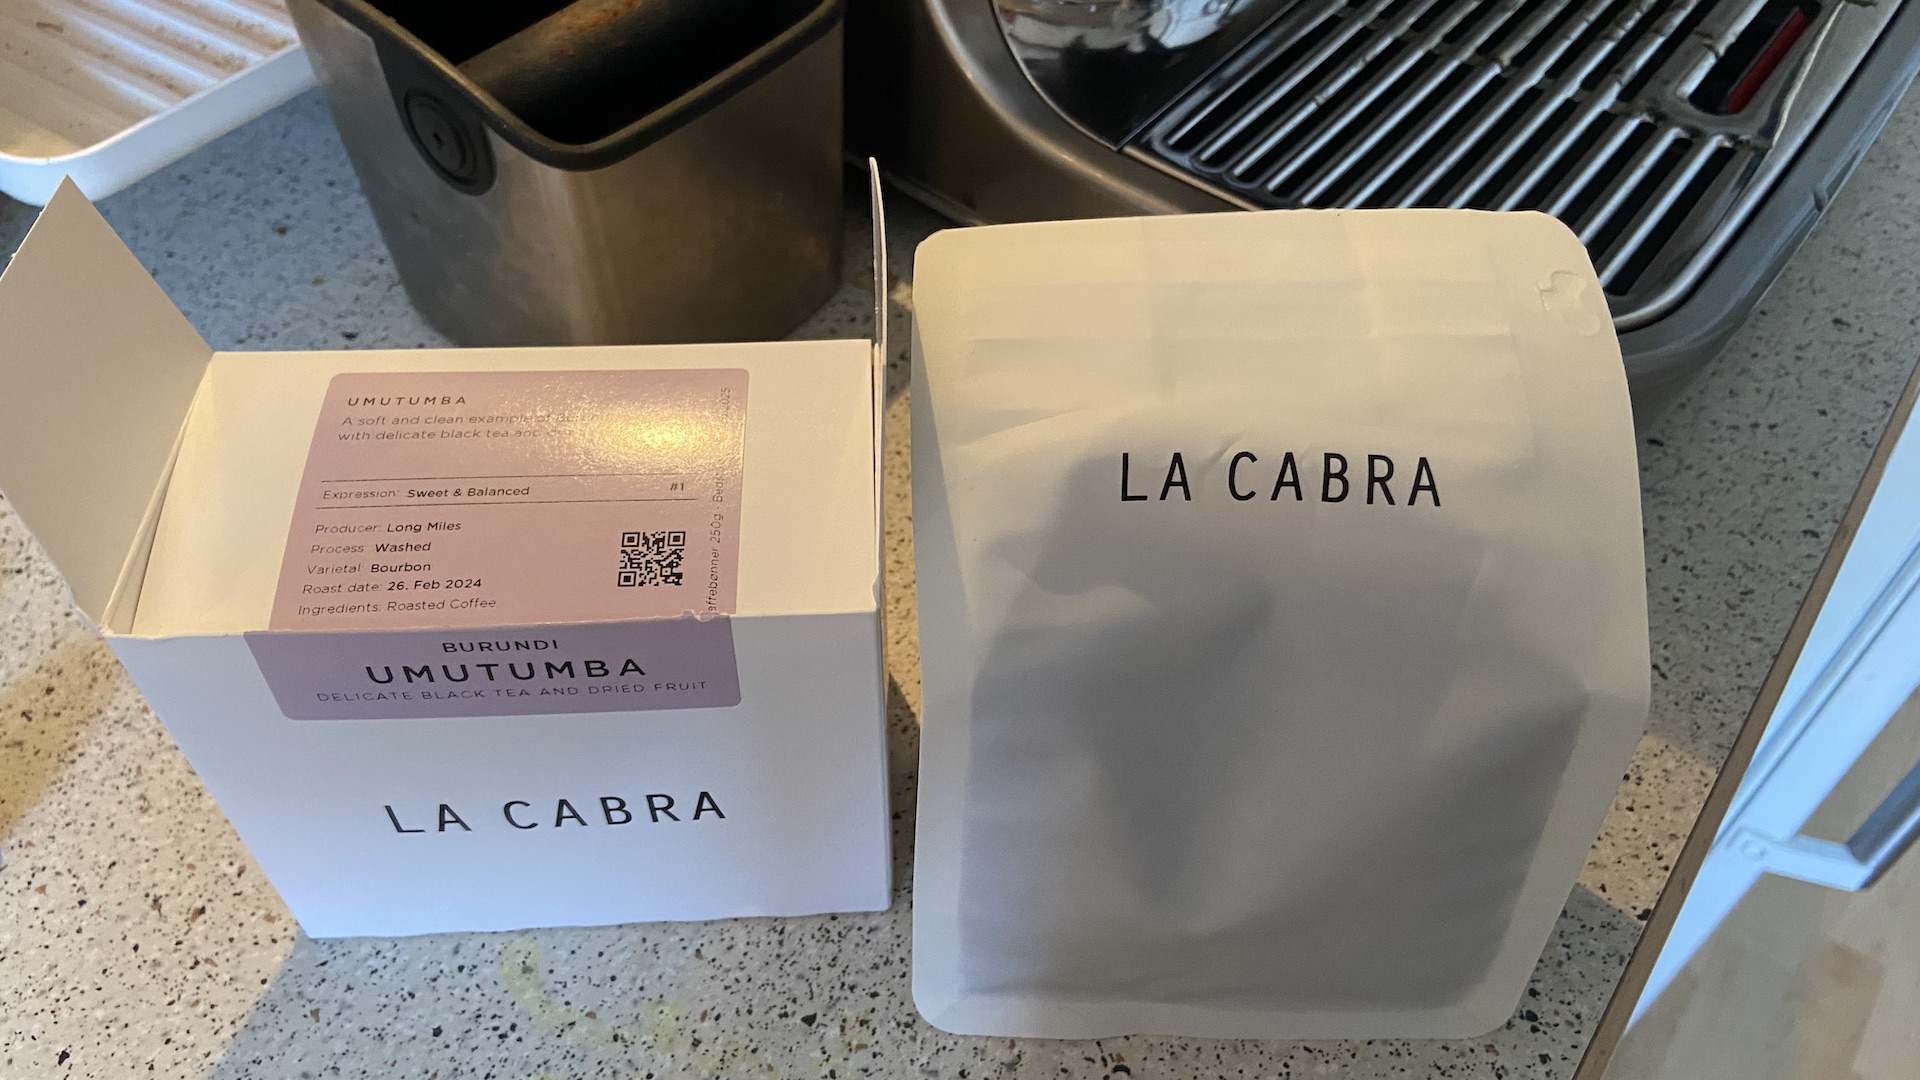 UMUTUMBA
A soft and clean example of
with delicate black tea and
Expression: Sweet & Balanced #1
Producer: Long Miles
Process: Washed
Varietal: Bourbon
Roast date: 26. Feb 2024
Ingredients: Roasted Coffee
250g
2025
BURUNDI
UMUTUMBA
DELICATE BLACK TEA AND DRIED FRUIT
LA CABRA
LA CABRA